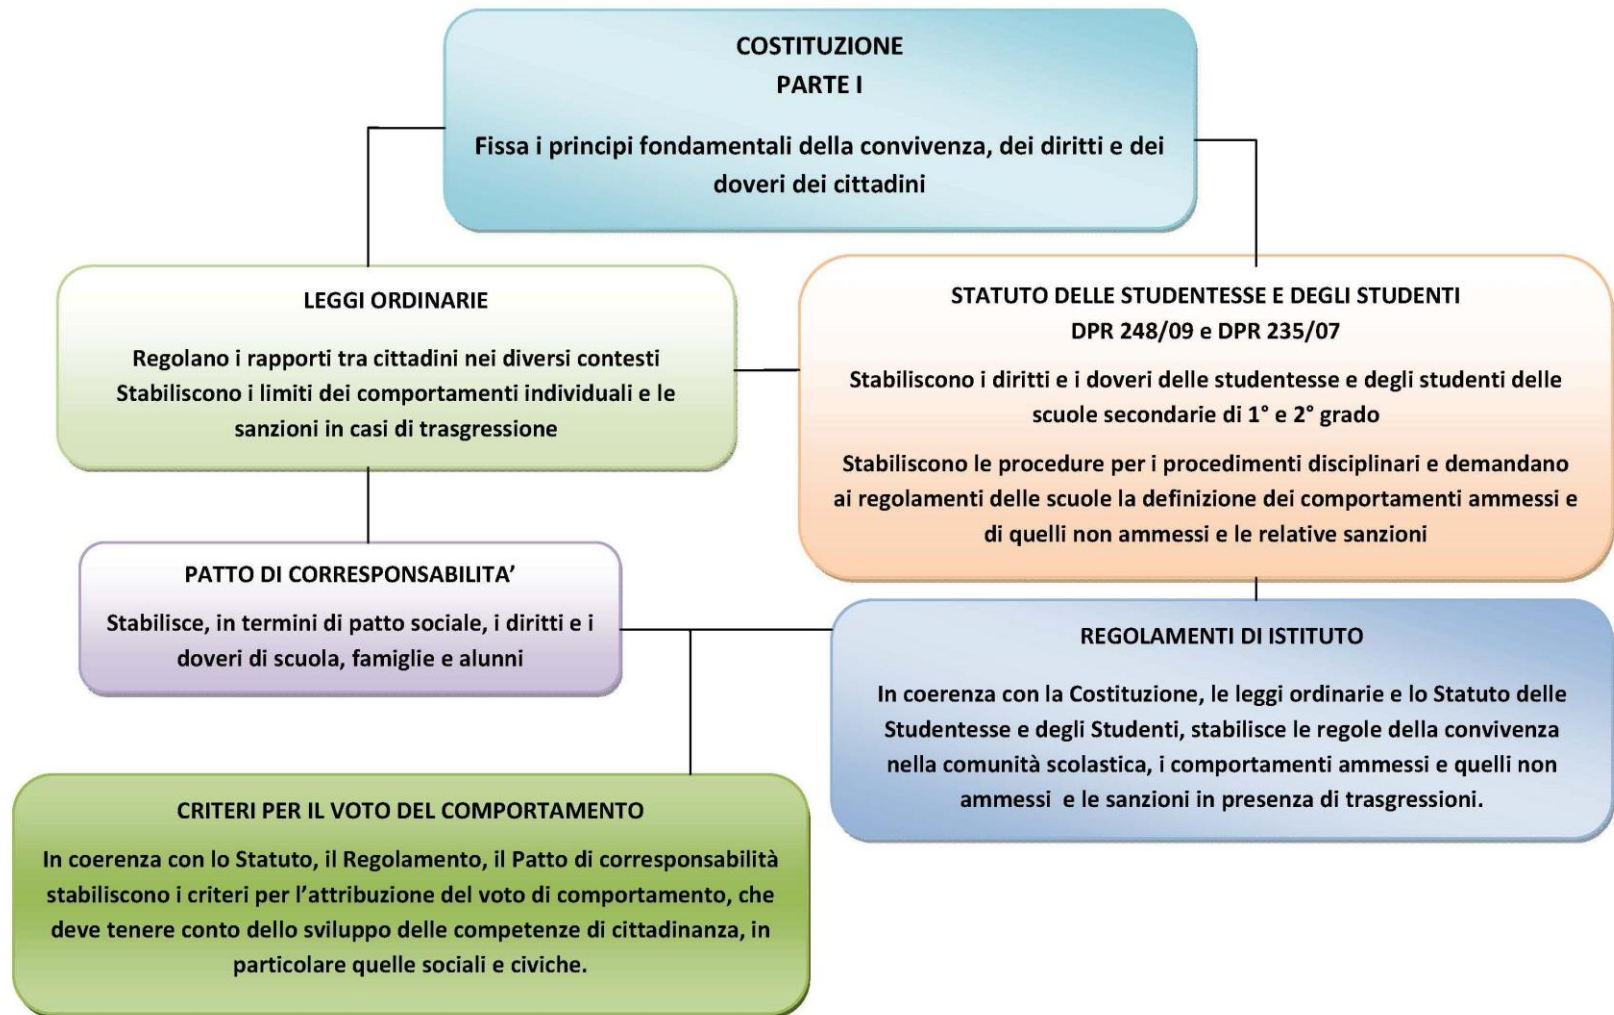 COSTITUZIONE
PARTE I
Fissa i principi fondamentali della convivenza, dei diritti e dei
doveri dei cittadini
LEGGI ORDINARIE
Regolano i rapporti tra cittadini nei diversi contesti
Stabiliscono i limiti dei comportamenti individuali e le
sanzioni in casi di trasgressione
STATUTO DELLE STUDENTESSE E DEGLI STUDENTI
DPR 248/09 e DPR 235/07
Stabiliscono i diritti e i doveri delle studentesse e degli studenti delle
scuole secondarie di 1° e 2° grado
Stabiliscono le procedure per i procedimenti disciplinari e demandano
ai regolamenti delle scuole la definizione dei comportamenti ammessi e
di quelli non ammessi e le relative sanzioni
PATTO DI CORRESPONSABILITA’
Stabilisce, in termini di patto sociale, i diritti e i
doveri di scuola, famiglie e alunni
REGOLAMENTI DI ISTITUTO
In coerenza con la Costituzione, le leggi ordinarie e lo Statuto delle
Studentesse e degli Studenti, stabilisce le regole della convivenza
nella comunità scolastica, i comportamenti ammessi e quelli non
ammessi e le sanzioni in presenza di trasgressioni.
CRITERI PER IL VOTO DEL COMPORTAMENTO
In coerenza con lo Statuto, il Regolamento, il Patto di corresponsabilità
stabiliscono i criteri per l’attribuzione del voto di comportamento, che
deve tenere conto dello sviluppo delle competenze di cittadinanza, in
particolare quelle sociali e civiche.